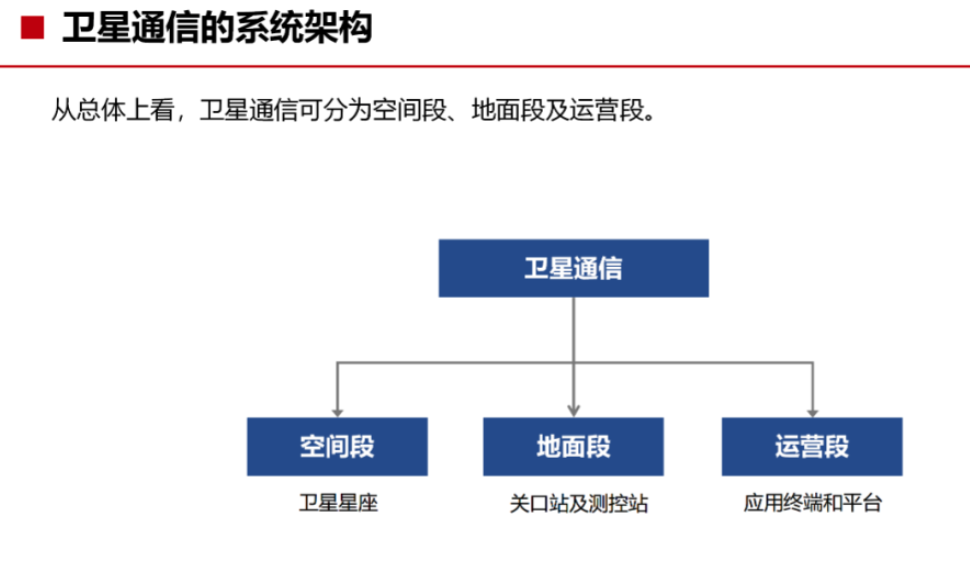 卫星通信的系统架构
从总体上看，卫星通信可分为空间段、地面段及运营段。
卫星通信
空间段
地面段
运营段
卫星星座
关口站及测控站
应用终端和平台